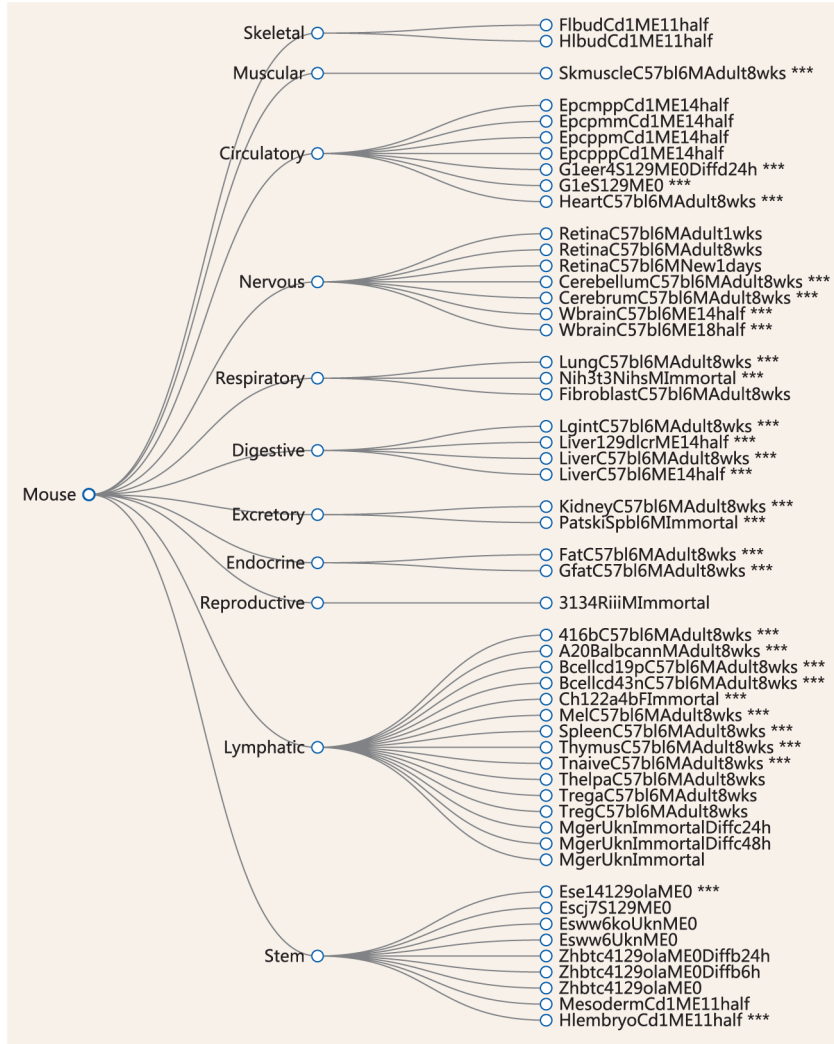 Skeletal
FlbudCd1ME11half
HlbudCd1ME11half
Muscular
SkmuscleC57bl6MAdult8wks ***
Circulatory
EpcmppCd1ME14half
EpcpmmCd1ME14half
EpcppmCd1ME14half
EpcpppCd1ME14half
G1eer4S129ME0Diffd24h ***
G1eS129ME0 ***
HeartC57bl6MAdult8wks ***
Nervous
RetinaC57bl6MAdult1wks
RetinaC57bl6MAdult8wks
RetinaC57bl6MNew1days
CerebellumC57bl6MAdult8wks ***
CerebrumC57bl6MAdult8wks ***
WbrainC57bl6ME14half ***
WbrainC57bl6ME18half ***
Respiratory
LungC57bl6MAdult8wks ***
Nih3t3NihsMImmortal ***
FibroblastC57bl6MAdult8wks
Digestive
LgintC57bl6MAdult8wks ***
Liver129dlcrME14half ***
LiverC57bl6MAdult8wks ***
LiverC57bl6ME14half ***
Mouse
Excretory
KidneyC57bl6MAdult8wks ***
PatskiSpbl6MImmortal ***
Endocrine
FatC57bl6MAdult8wks ***
GfatC57bl6MAdult8wks ***
Reproductive
3134RiiiMImmortal
Lymphatic
416bC57bl6MAdult8wks ***
A20BalbcannMAdult8wks ***
Bcellcd19pC57bl6MAdult8wks ***
Bcellcd43nC57bl6MAdult8wks ***
Ch122a4bFImmortal ***
MelC57bl6MAdult8wks ***
SpleenC57bl6MAdult8wks ***
ThymusC57bl6MAdult8wks ***
TnaiveC57bl6MAdult8wks ***
ThelpaC57bl6MAdult8wks
TregaC57bl6MAdult8wks
TregC57bl6MAdult8wks
MgerUknImmortalDiffc24h
MgerUknImmortalDiffc48h
MgerUknImmortal
Stem
Ese14129olaME0 ***
Escj7S129ME0
Esww6koUknME0
Esww6UknME0
Zhbtc4129olaME0Diffb24h
Zhbtc4129olaME0Diffb6h
Zhbtc4129olaME0
MesodermCd1ME11half
HlembryoCd1ME11half ***